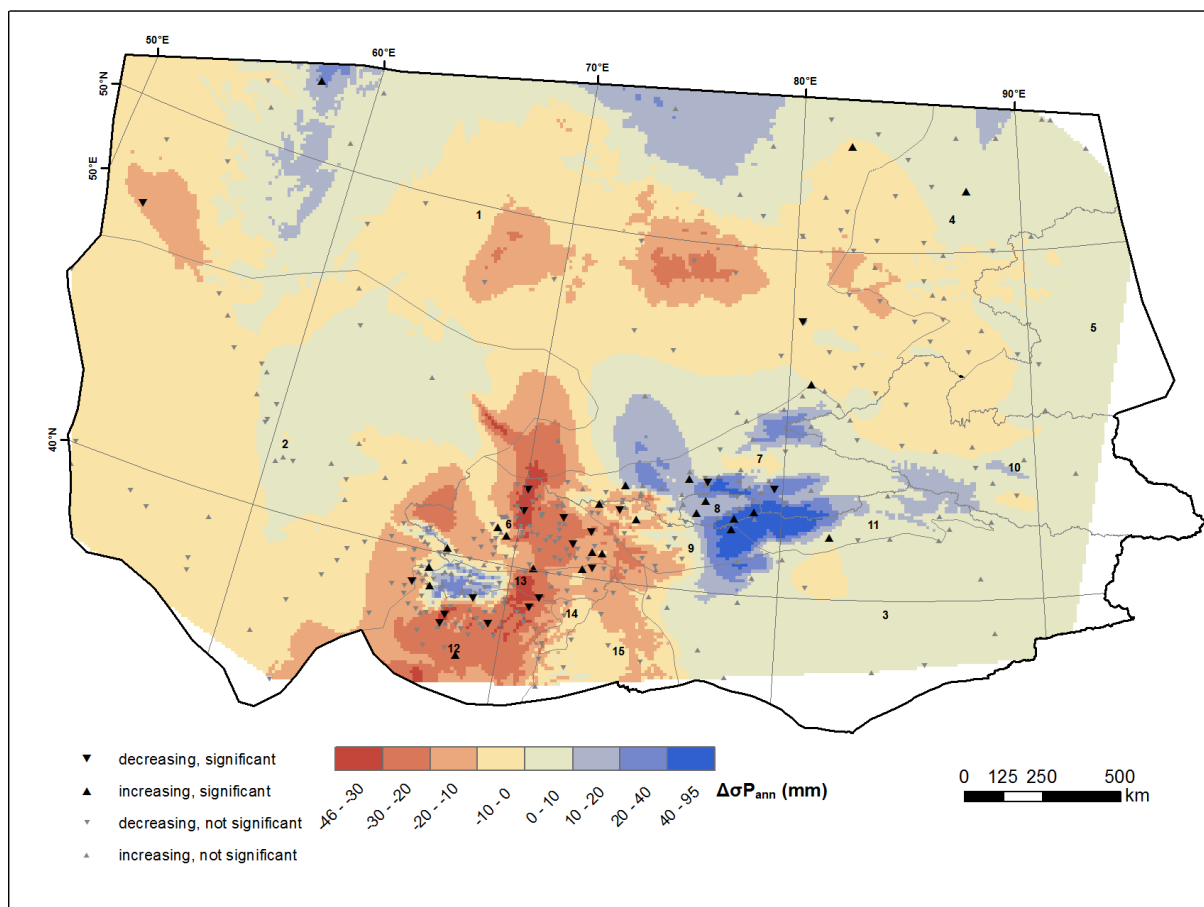 50°E
60°E
70°E
80°E
90°E
50°N
50°E
40°N
1
4
5
2
7
10
8
6
11
9
13
14
3
12
15
decreasing, significant
increasing, significant
decreasing, not significant
increasing, not significant
-46 - -30
-30 - -20
-20 - -10
-10 - 0
0 - 10
10 - 20
20 - 40
40 - 95
ΔσPann (mm)
0 125 250 500
km